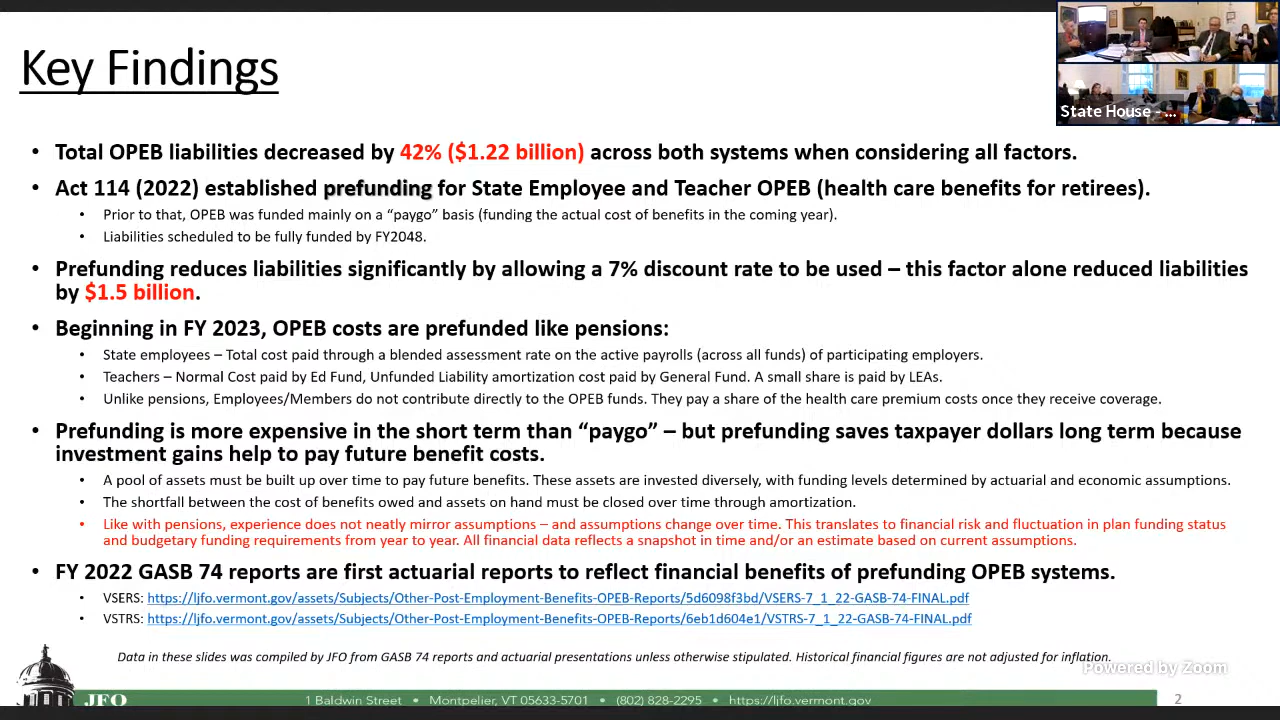 Key Findings
State House - ...
• Total OPEB liabilities decreased by 42% ($1.22 billion) across both systems when considering all factors.
• Act 114 (2022) established prefunding for State Employee and Teacher OPEB (health care benefits for retirees).
• Prior to that, OPEB was funded mainly on a “paygo” basis (funding the actual cost of benefits in the coming year).
• Liabilities scheduled to be fully funded by FY2048.
• Prefunding reduces liabilities significantly by allowing a 7% discount rate to be used – this factor alone reduced liabilities
by $1.5 billion.
• Beginning in FY 2023, OPEB costs are prefunded like pensions:
• State employees – Total cost paid through a blended assessment rate on the active payrolls (across all funds) of participating employers.
• Teachers – Normal Cost paid by Ed Fund, Unfunded Liability amortization cost paid by General Fund. A small share is paid by LEAs.
• Unlike pensions, Employees/Members do not contribute directly to the OPEB funds. They pay a share of the health care premium costs once they receive coverage.
• Prefunding is more expensive in the short term than “paygo” – but prefunding saves taxpayer dollars long term because
investment gains help to pay future benefit costs.
• A pool of assets must be built up over time to pay future benefits. These assets are invested diversely, with funding levels determined by actuarial and economic assumptions.
• The shortfall between the cost of benefits owed and assets on hand must be closed over time through amortization.
• Like with pensions, experience does not neatly mirror assumptions – and assumptions change over time. This translates to financial risk and fluctuation in plan funding status
and budgetary funding requirements from year to year. All financial data reflects a snapshot in time and/or an estimate based on current assumptions.
• FY 2022 GASB 74 reports are first actuarial reports to reflect financial benefits of prefunding OPEB systems.
• VSERS: https://ljfo.vermont.gov/assets/Subjects/Other-Post-Employment-Benefits-OPEB-Reports/5d6098f3bd/VSERS-7_1_22-GASB-74-FINAL.pdf
• VSTRS: https://ljfo.vermont.gov/assets/Subjects/Other-Post-Employment-Benefits-OPEB-Reports/6eb1d604e1/VSTRS-7_1_22-GASB-74-FINAL.pdf
Data in these slides was compiled by JFO from GASB 74 reports and actuarial presentations unless otherwise stipulated. Historical financial figures are not adjusted for inflation.
Powered by Zoom
JFO
1 Baldwin Street • Montpelier, VT 05633-5701 • (802) 828-2295 • https://ljfo.vermont.gov
2